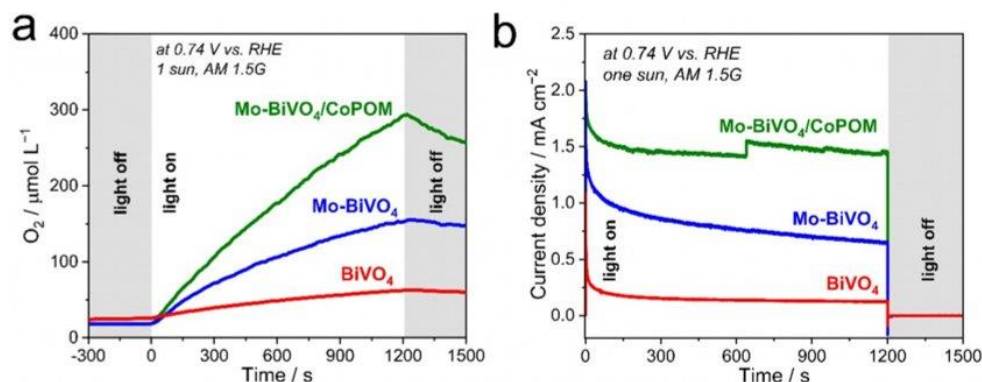 a
at 0.74 V vs. RHE
1 sun, AM 1.5G
Mo-BiVO₄/CoPOM
Mo-BiVO₄
BiVO₄
light off
light on
light off
O₂ / μmol L⁻¹
400
300
200
100
0
-300 0 300 600 900 1200 1500
Time / s
b
at 0.74 V vs. RHE
one sun, AM 1.5G
Mo-BiVO₄/CoPOM
Mo-BiVO₄
BiVO₄
light on
light off
Current density / mA cm⁻²
2.5
2.0
1.5
1.0
0.5
0.0
0 300 600 900 1200 1500
Time / s